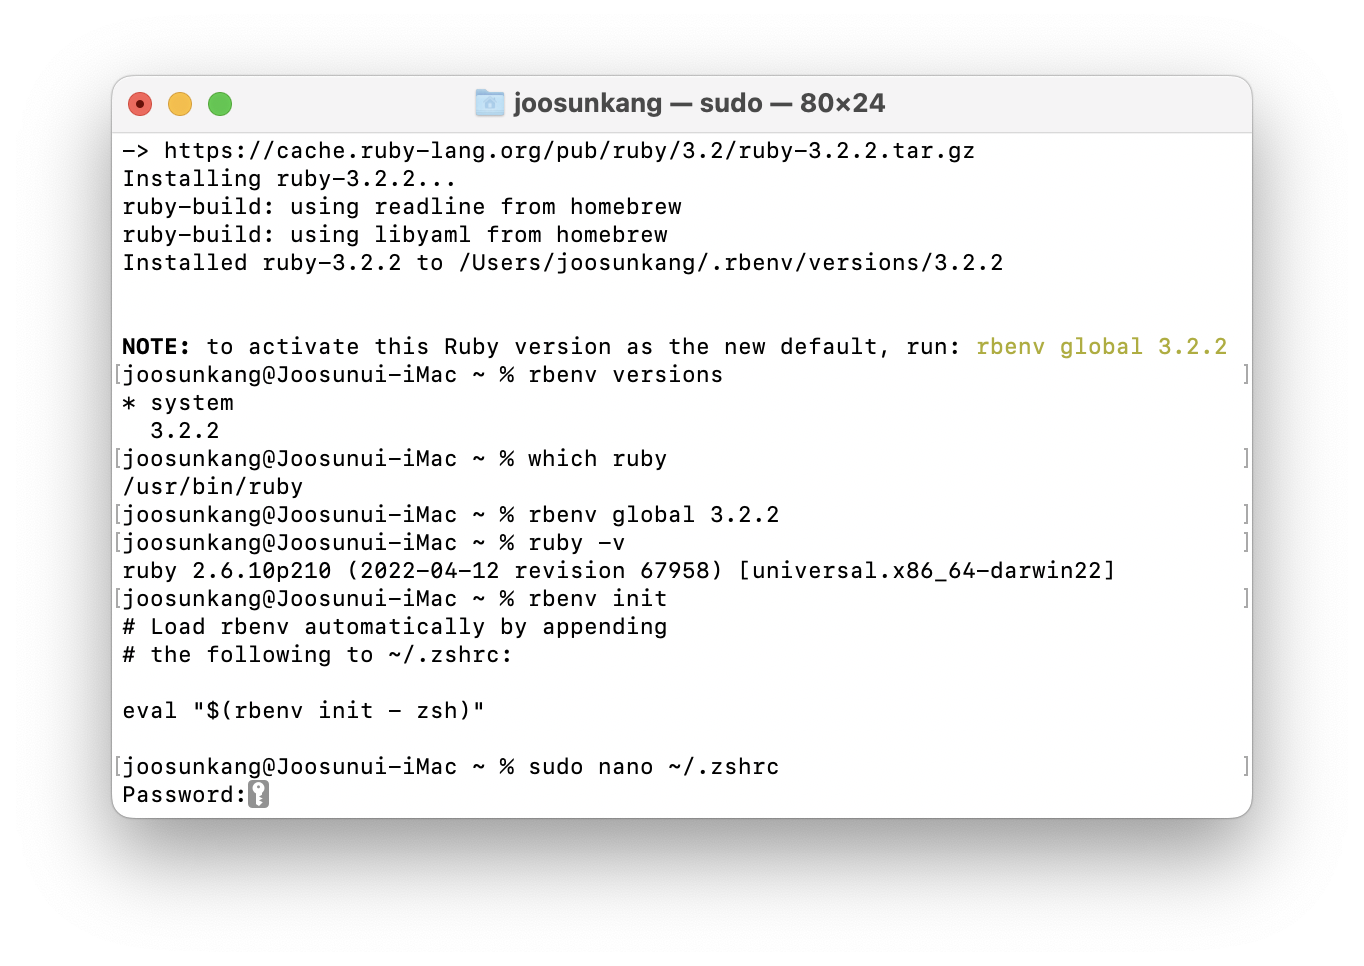 joosunkang — sudo — 80×24
-> https://cache.ruby-lang.org/pub/ruby/3.2/ruby-3.2.2.tar.gz
Installing ruby-3.2.2...
ruby-build: using readline from homebrew
ruby-build: using libyaml from homebrew
Installed ruby-3.2.2 to /Users/joosunkang/.rbenv/versions/3.2.2
NOTE: to activate this Ruby version as the new default, run: rbenv global 3.2.2
[joosunkang@Joosunui-iMac ~ % rbenv versions ]
* system
  3.2.2
[joosunkang@Joosunui-iMac ~ % which ruby ]
/usr/bin/ruby
[joosunkang@Joosunui-iMac ~ % rbenv global 3.2.2 ]
[joosunkang@Joosunui-iMac ~ % ruby -v ]
ruby 2.6.10p210 (2022-04-12 revision 67958) [universal.x86_64-darwin22]
[joosunkang@Joosunui-iMac ~ % rbenv init ]
# Load rbenv automatically by appending
# the following to ~/.zshrc:
eval "$(rbenv init - zsh)"
[joosunkang@Joosunui-iMac ~ % sudo nano ~/.zshrc ]
Password: